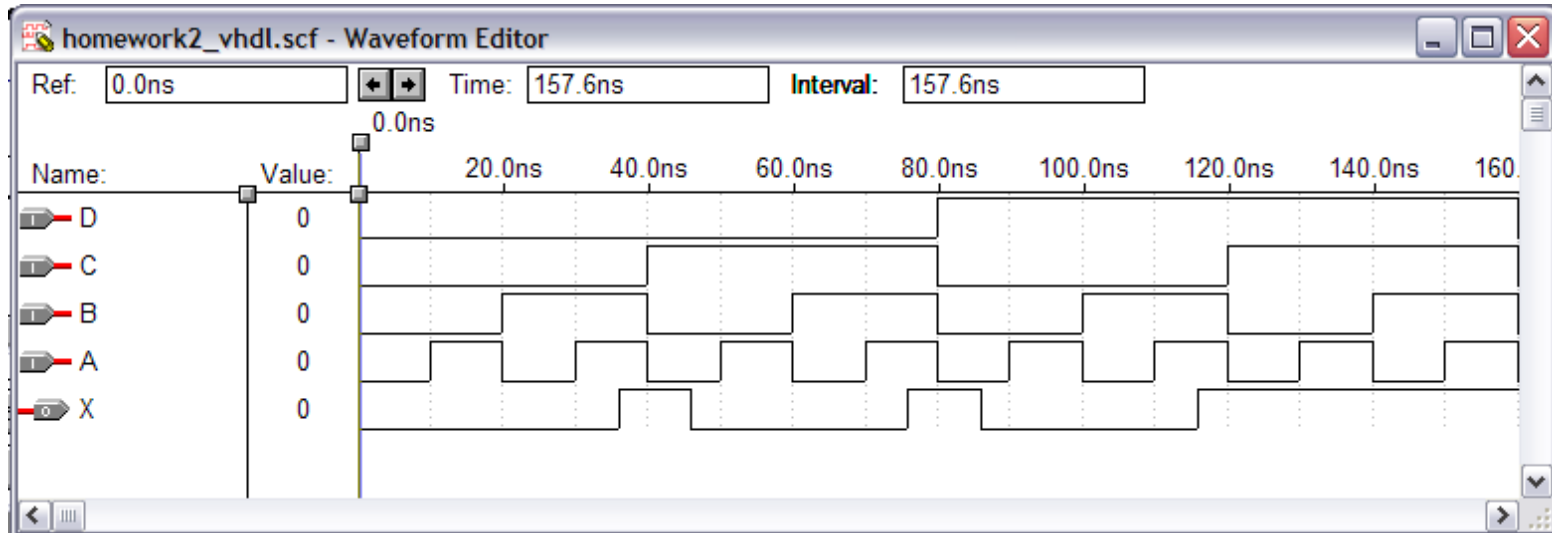 homework2_vhdl.scf - Waveform Editor
Ref: 0.0ns Time: 157.6ns Interval: 157.6ns
0.0ns
Name: Value: 20.0ns 40.0ns 60.0ns 80.0ns 100.0ns 120.0ns 140.0ns 160.
D 0
C 0
B 0
A 0
X 0